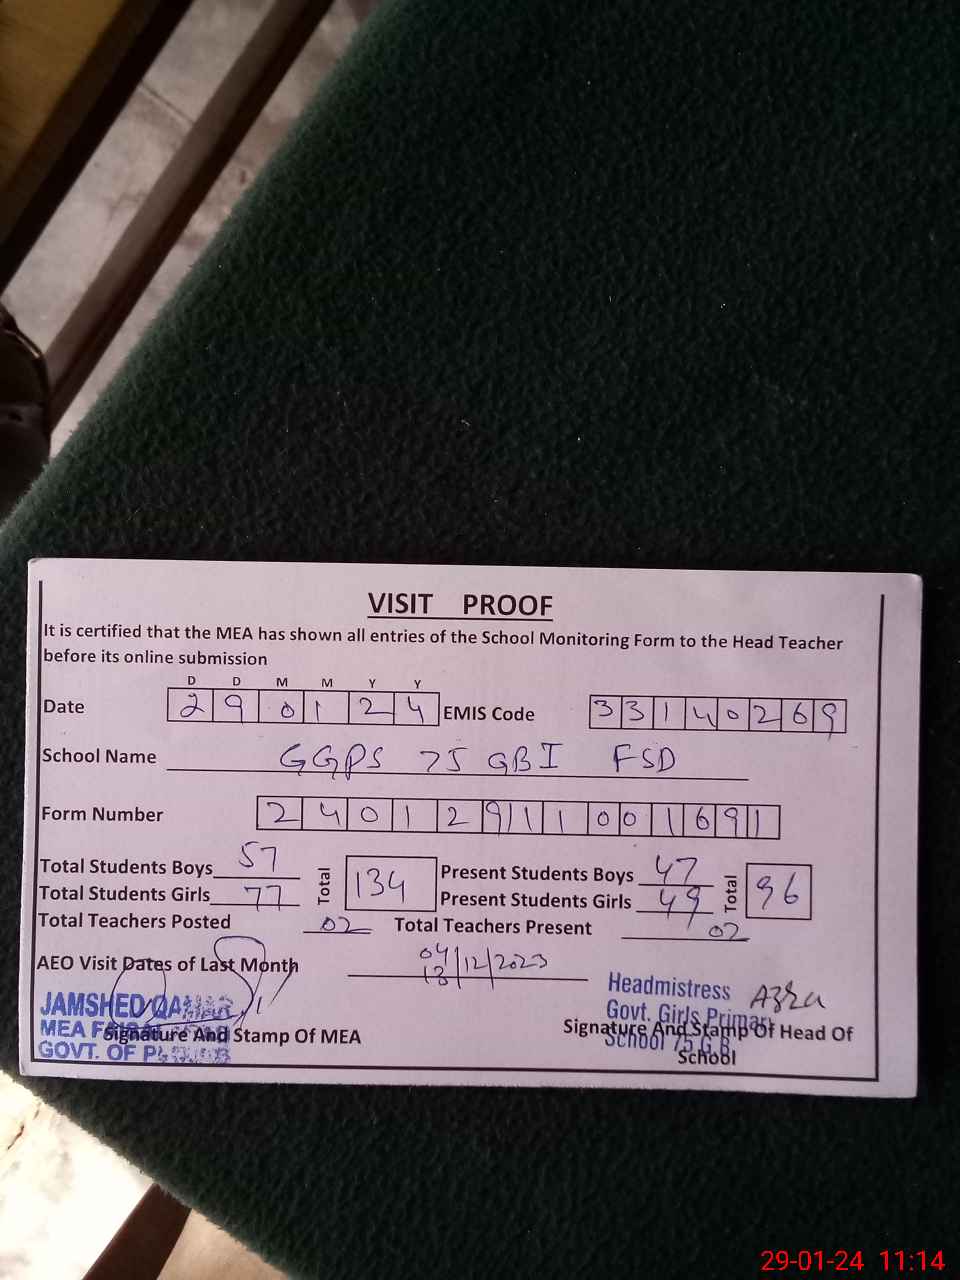 VISIT PROOF
It is certified that the MEA has shown all entries of the School Monitoring Form to the Head Teacher
before its online submission
D D M M Y Y
Date 2 9 0 1 2 4 EMIS Code 3 3 1 4 0 2 6 9
School Name GGPS 75 GB I FSD
Form Number 2 4 0 1 2 9 1 1 0 0 1 6 9 1
Total Students Boys 57 Total 134 Present Students Boys 47 Total 96
Total Students Girls 77 Present Students Girls 49
Total Teachers Posted 02 Total Teachers Present 02
AEO Visit Dates of Last Month 04
13/12/2023
JAMSHED
MEA
GOVT. OF
Signature And Stamp Of MEA
Headmistress Azra
Govt. Girls Primary
School 75 G.B
Signature And Stamp Of Head Of
School
29-01-24 11:14